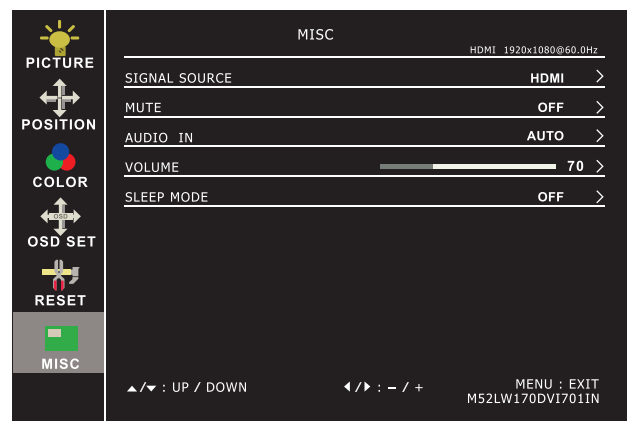 PICTURE
POSITION
COLOR
OSD
OSD SET
RESET
MISC
MISC
HDMI 1920x1080@60.0Hz
SIGNAL SOURCE HDMI >
MUTE OFF >
AUDIO IN AUTO >
VOLUME 70 >
SLEEP MODE OFF >
▲/▼ : UP / DOWN ◀/▶ : – / + MENU : EXIT
M52LW170DVI701IN